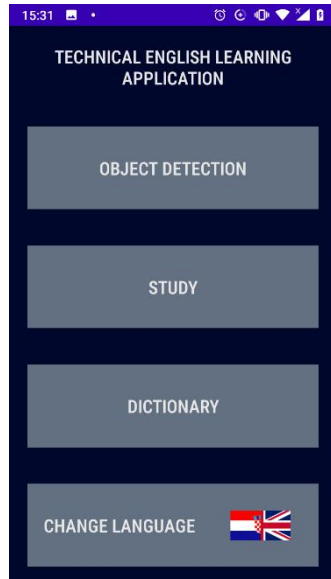 15:31
TECHNICAL ENGLISH LEARNING
APPLICATION
OBJECT DETECTION
STUDY
DICTIONARY
CHANGE LANGUAGE